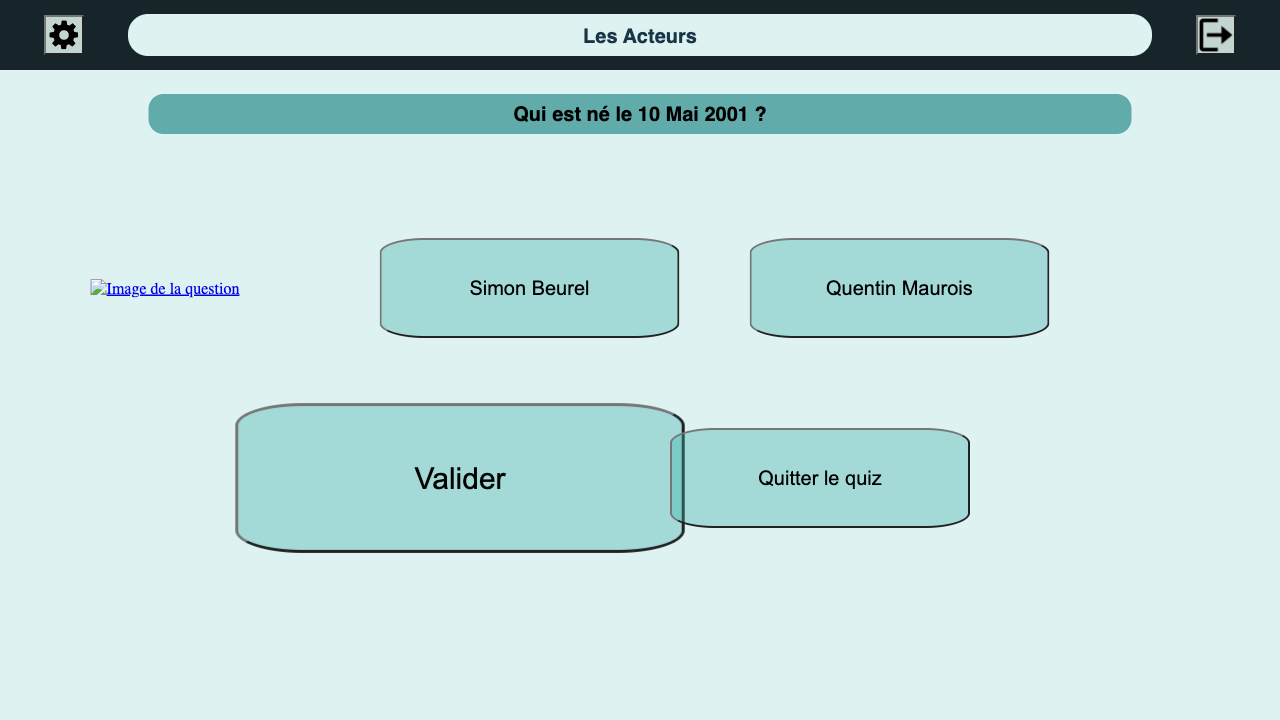 Les Acteurs
Qui est né le 10 Mai 2001 ?
Image de la question
Simon Beurel
Quentin Maurois
Valider
Quitter le quiz